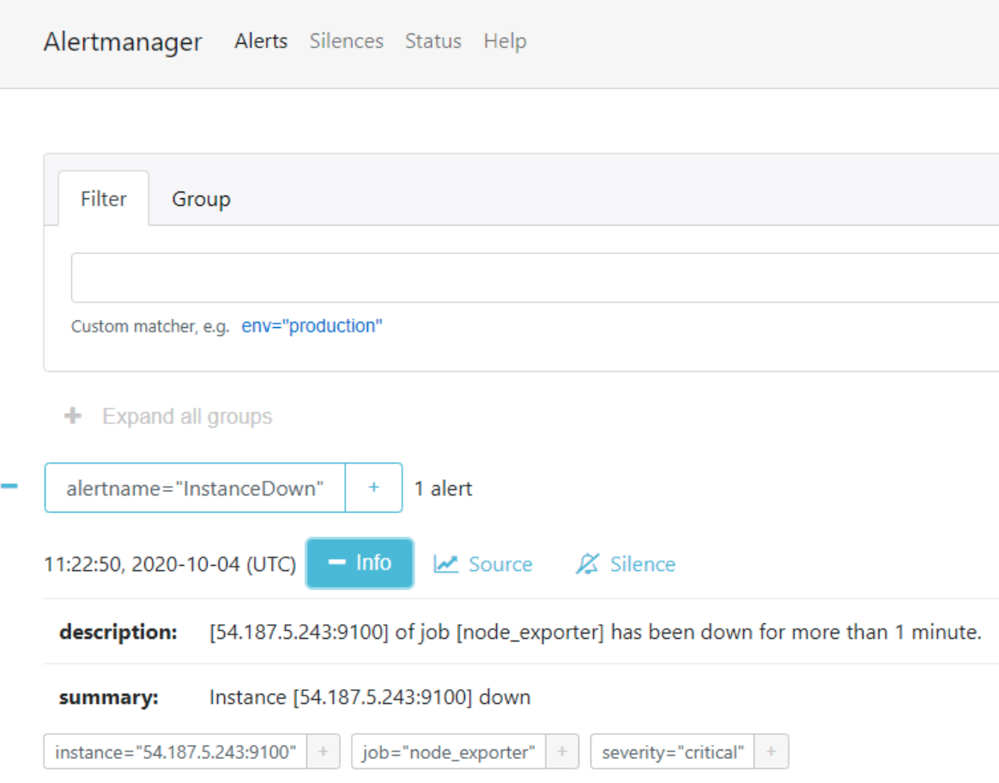 Alertmanager Alerts Silences Status Help
Filter Group
Custom matcher, e.g. env="production"
+ Expand all groups
− alertname="InstanceDown" + 1 alert
11:22:50, 2020-10-04 (UTC) − Info Source Silence
description: [54.187.5.243:9100] of job [node_exporter] has been down for more than 1 minute.
summary: Instance [54.187.5.243:9100] down
instance="54.187.5.243:9100" + job="node_exporter" + severity="critical" +